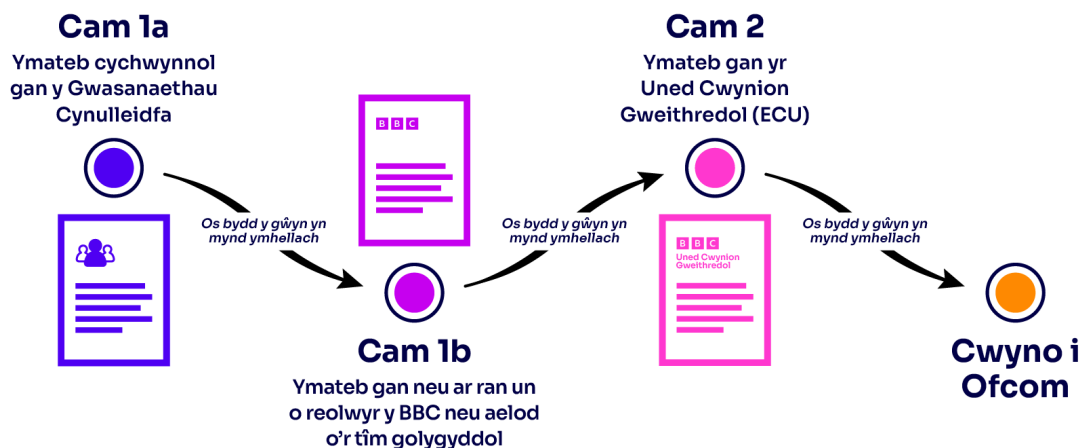 Cam 1a
Ymateb cychwynnol
gan y Gwasanaethau
Cynulleidfa
Os bydd y gŵyn yn
mynd ymhellach
BBC
Cam 1b
Ymateb gan neu ar ran un
o reolwyr y BBC neu aelod
o’r tîm golygyddol
Os bydd y gŵyn yn
mynd ymhellach
Cam 2
Ymateb gan yr
Uned Cwynion
Gweithredol (ECU)
BBC
Uned Cwynion
Gweithredol
Os bydd y gŵyn yn
mynd ymhellach
Cwyno i
Ofcom